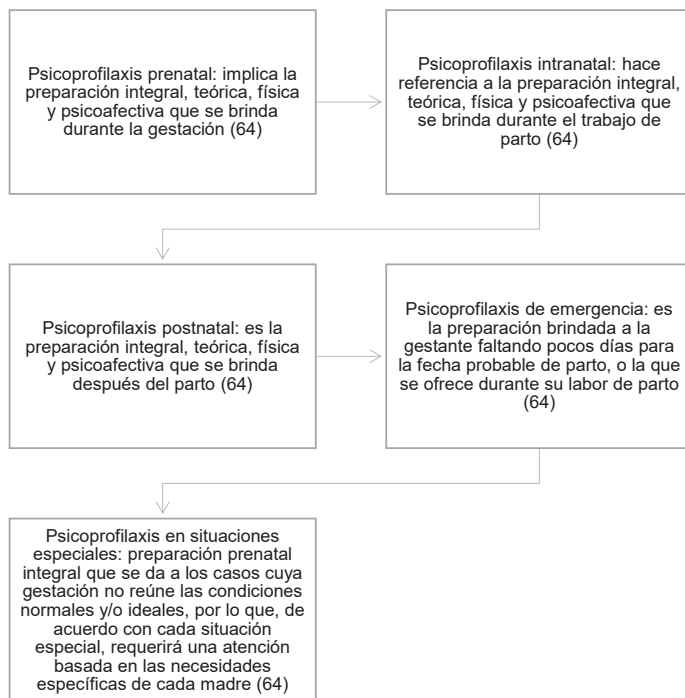 Psicoprofilaxis prenatal: implica la
preparación integral, teórica, física
y psicoafectiva que se brinda
durante la gestación (64)
Psicoprofilaxis intranatal: hace
referencia a la preparación integral,
teórica, física y psicoafectiva que
se brinda durante el trabajo de
parto (64)
Psicoprofilaxis postnatal: es la
preparación integral, teórica, física
y psicoafectiva que se brinda
después del parto (64)
Psicoprofilaxis de emergencia: es
la preparación brindada a la
gestante faltando pocos días para
la fecha probable de parto, o la que
se ofrece durante su labor de parto
(64)
Psicoprofilaxis en situaciones
especiales: preparación prenatal
integral que se da a los casos cuya
gestación no reúne las condiciones
normales y/o ideales, por lo que, de
acuerdo con cada situación
especial, requerirá una atención
basada en las necesidades
específicas de cada madre (64)